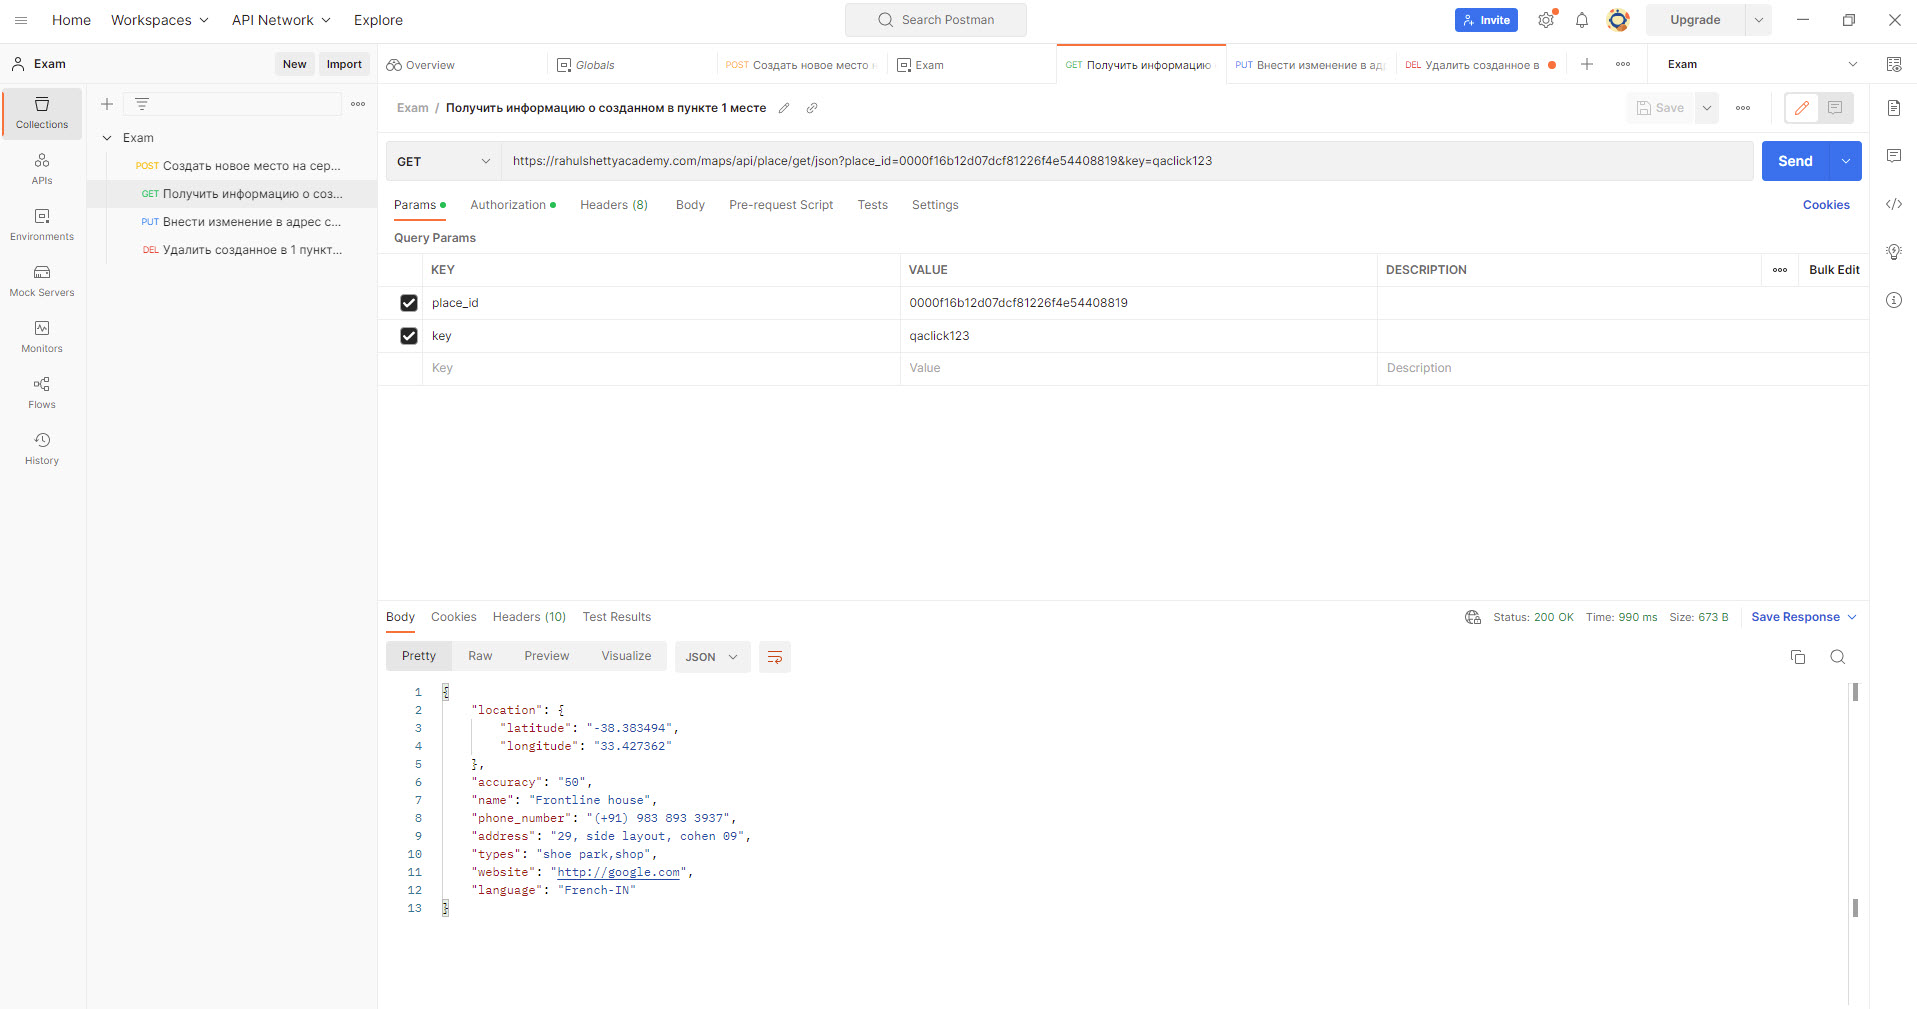 Home Workspaces API Network Explore Search Postman Invite Upgrade
Exam New Import Overview Globals POST Создать новое место н Exam GET Получить информацию PUT Внести изменение в ад DEL Удалить созданное в Exam
Collections
APIs
Environments
Mock Servers
Monitors
Flows
History
Exam
POST Создать новое место на сер...
GET Получить информацию о соз...
PUT Внести изменение в адрес с...
DEL Удалить созданное в 1 пункт...
Exam / Получить информацию о созданном в пункте 1 месте Save
GET https://rahulshettyacademy.com/maps/api/place/get/json?place_id=0000f16b12d07dcf81226f4e54408819&key=qaclick123 Send
Params Authorization Headers (8) Body Pre-request Script Tests Settings Cookies
Query Params
KEY VALUE DESCRIPTION Bulk Edit
place_id 0000f16b12d07dcf81226f4e54408819
key qaclick123
Key Value Description
Body Cookies Headers (10) Test Results Status: 200 OK Time: 990 ms Size: 673 B Save Response
Pretty Raw Preview Visualize JSON
1 {
2 "location": {
3 "latitude": "-38.383494",
4 "longitude": "33.427362"
5 },
6 "accuracy": "50",
7 "name": "Frontline house",
8 "phone_number": "(+91) 983 893 3937",
9 "address": "29, side layout, cohen 09",
10 "types": "shoe park,shop",
11 "website": "http://google.com",
12 "language": "French-IN"
13 }